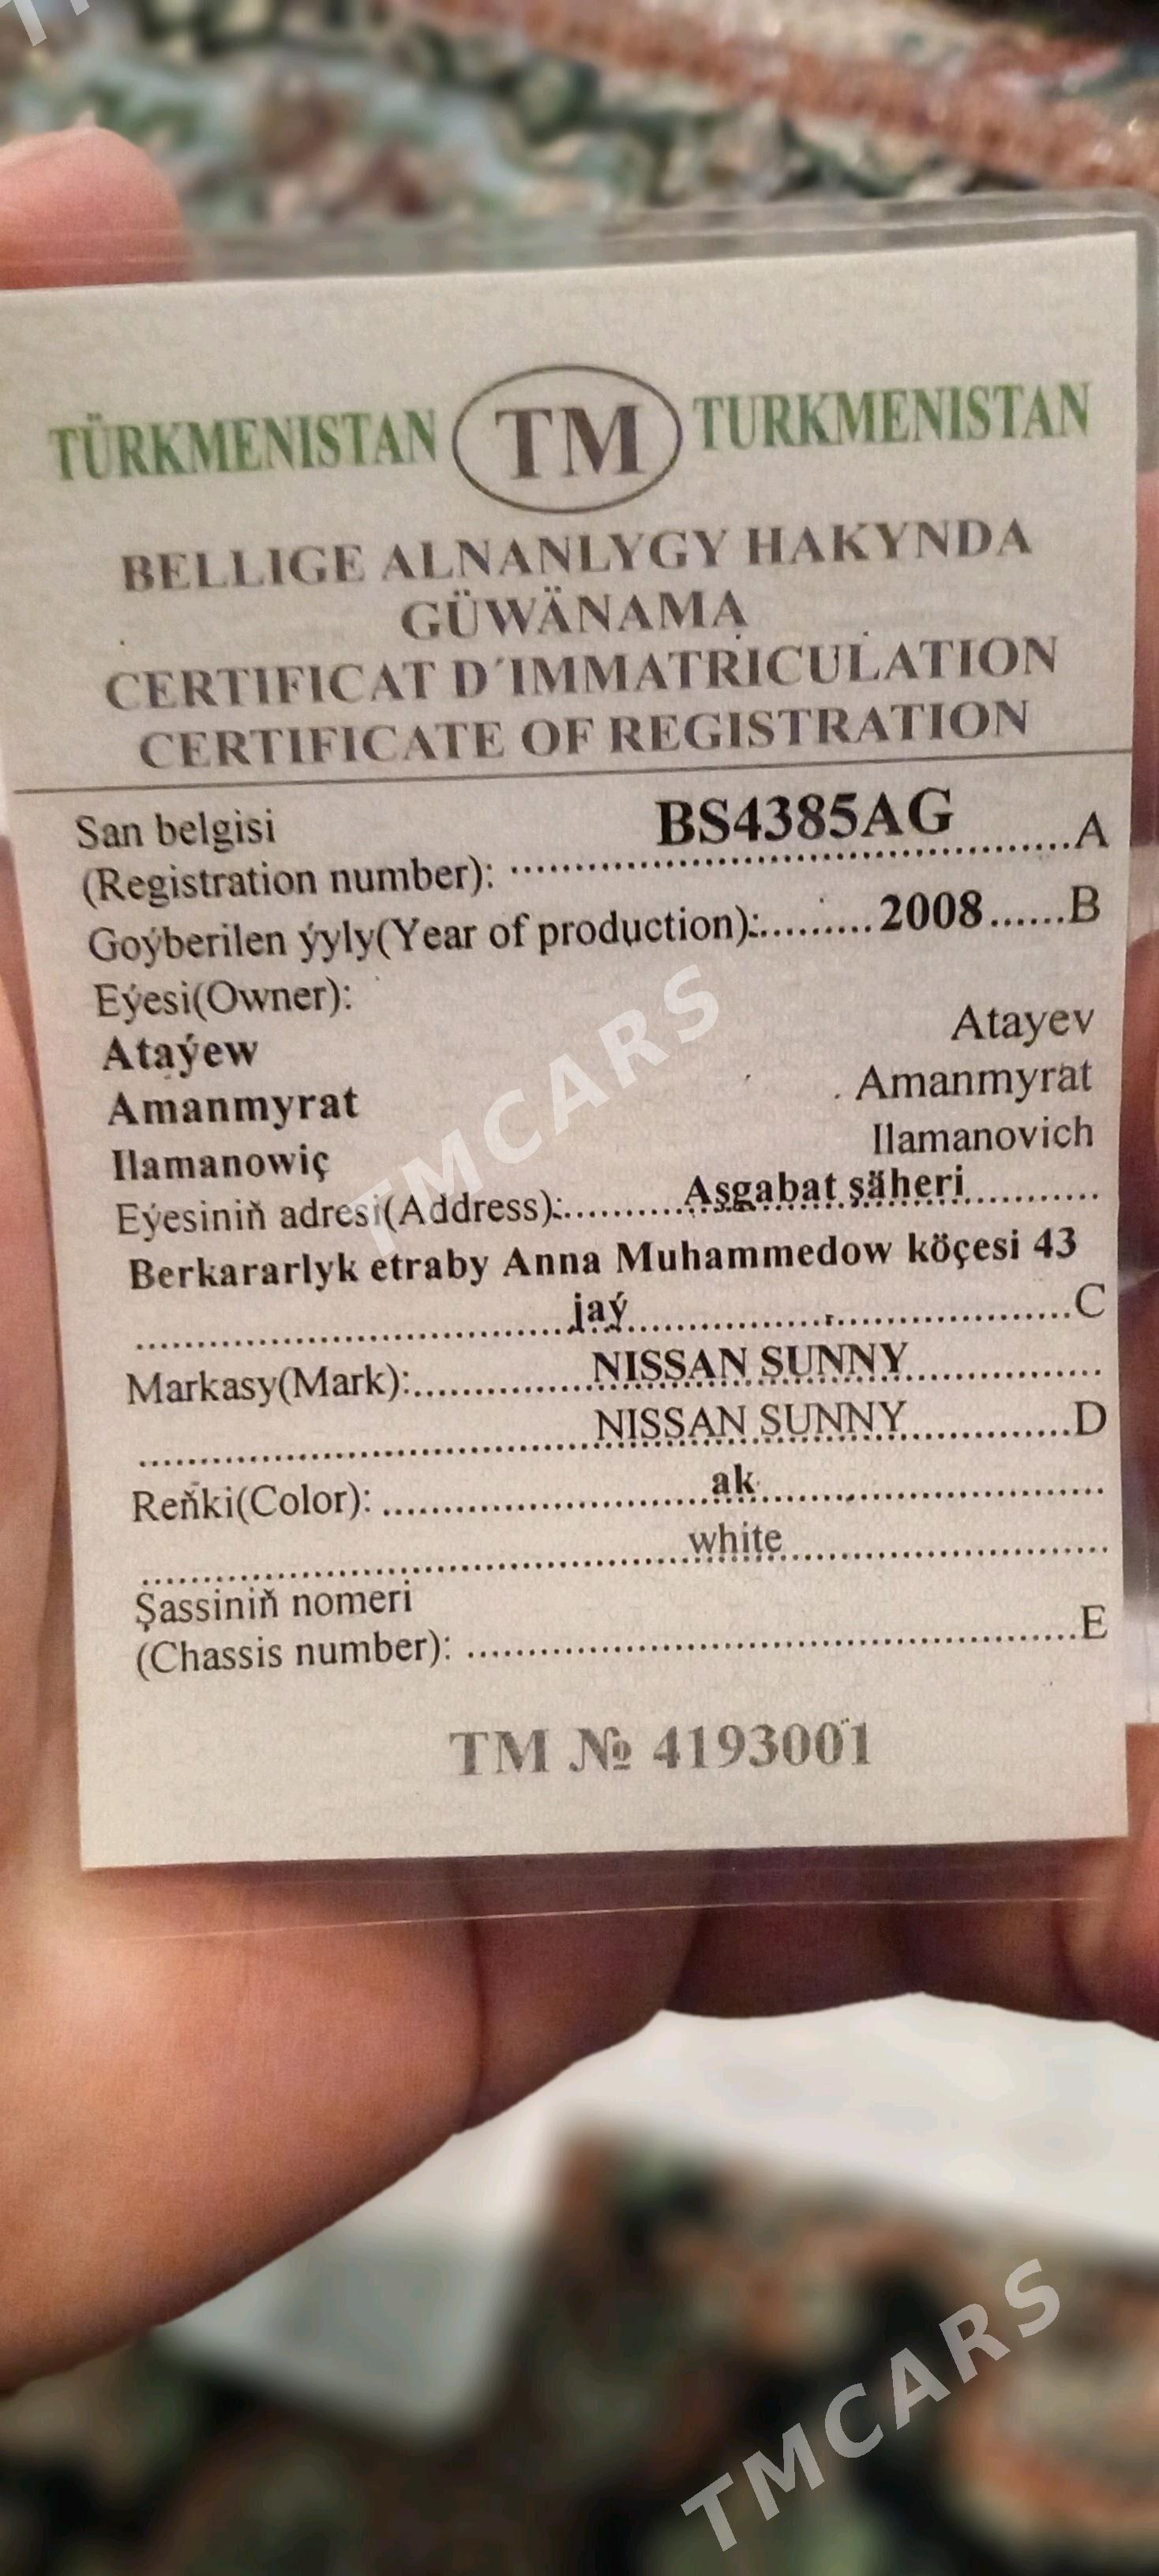 TÜRKMENISTAN TM TURKMENISTAN
BELLIGE ALNANLYGY HAKYNDA
GÜWÄNAMA
CERTIFICAT D´IMMATRICULATION
CERTIFICATE OF REGISTRATION
San belgisi
(Registration number): BS4385AG A
Goýberilen ýyly(Year of production): 2008 B
Eýesi(Owner):
Ataýew Atayev
Amanmyrat Amanmyrat
Ilamanowiç Ilamanovich
Eýesiniň adresi(Address): Aşgabat şäheri
Berkararlyk etraby Anna Muhammedow köçesi 43
jaý C
Markasy(Mark): NISSAN SUNNY
NISSAN SUNNY D
Reňki(Color): ak
white
Şassiniň nomeri
(Chassis number): E
TM № 4193001
TMCARS
TMCARS